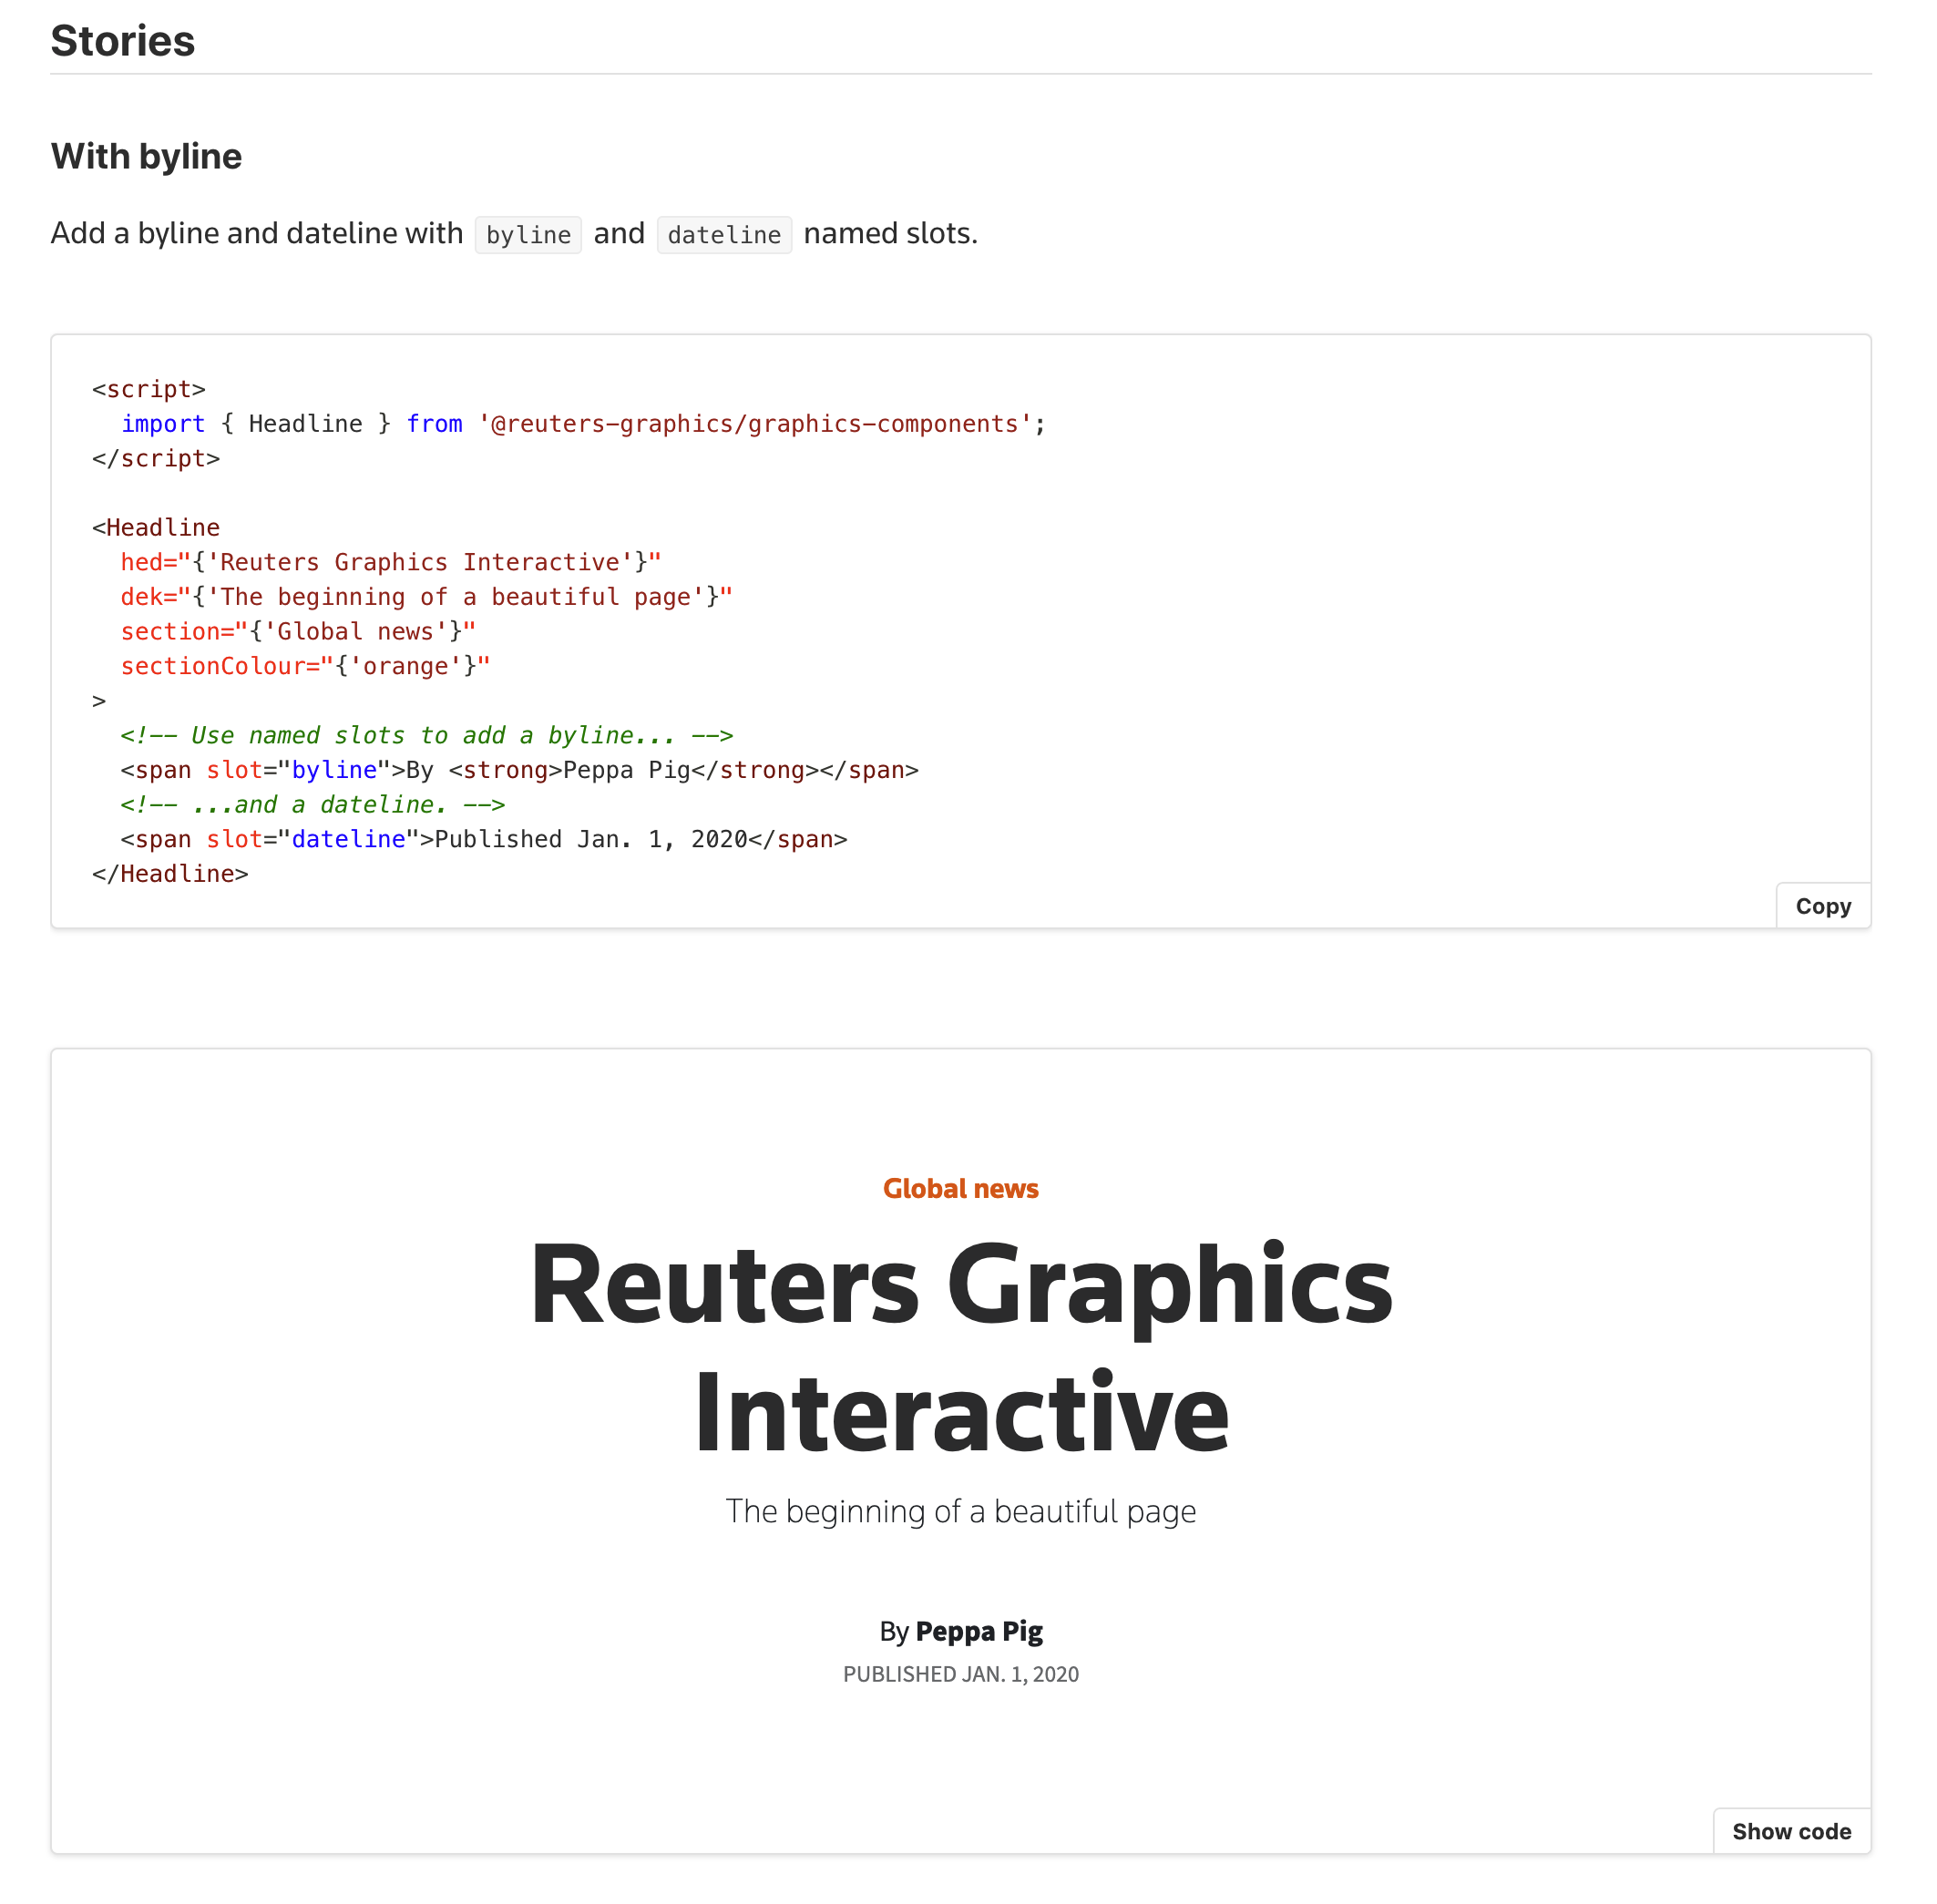 Stories
With byline
Add a byline and dateline with byline and dateline named slots.
<script>
  import { Headline } from '@reuters-graphics/graphics-components';
</script>

<Headline
  hed="{'Reuters Graphics Interactive'}"
  dek="{'The beginning of a beautiful page'}"
  section="{'Global news'}"
  sectionColour="{'orange'}"
>
  <!-- Use named slots to add a byline... -->
  <span slot="byline">By <strong>Peppa Pig</strong></span>
  <!-- ...and a dateline. -->
  <span slot="dateline">Published Jan. 1, 2020</span>
</Headline>
Copy
Global news
Reuters Graphics
Interactive
The beginning of a beautiful page
By Peppa Pig
PUBLISHED JAN. 1, 2020
Show code